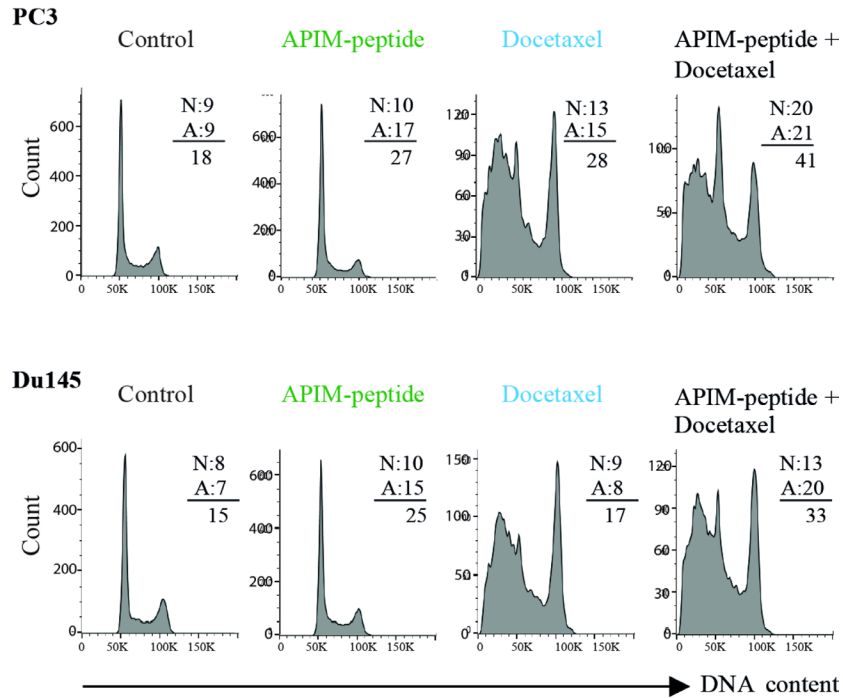 PC3
Control
APIM-peptide
Docetaxel
APIM-peptide +
Docetaxel
Count
600
400
200
0
0 50K 100K 150K
N:9
A:9
18
600
400
200
0
0 50K 100K 150K
N:10
A:17
27
120
90
60
30
0 50K 100K 150K
N:13
A:15
28
100
50
0
0 50K 100K 150K
N:20
A:21
41
Du145
Control
APIM-peptide
Docetaxel
APIM-peptide +
Docetaxel
Count
600
400
200
0
0 50K 100K 150K
N:8
A:7
15
600
400
200
0 50K 100K 150K
N:10
A:15
25
150
100
50
0
0 50K 100K 150K
N:9
A:8
17
120
90
60
30
0
0 50K 100K 150K
N:13
A:20
33
DNA content